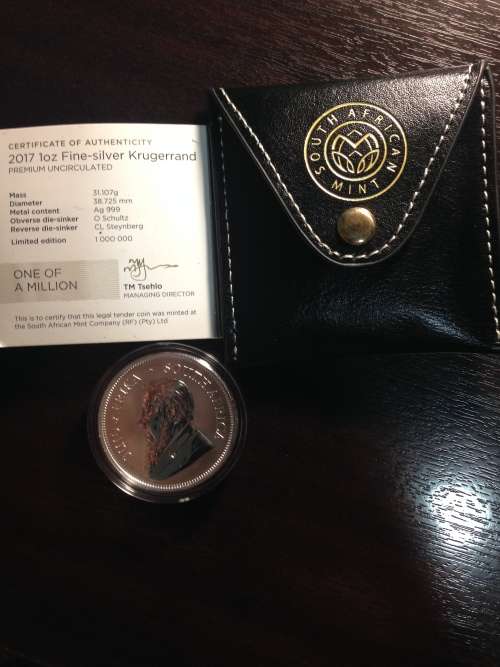 CERTIFICATE OF AUTHENTICITY
2017 1oz Fine-silver Krugerrand
PREMIUM UNCIRCULATED
Mass 31.107g
Diameter 38.725 mm
Metal content Ag 999
Obverse die-sinker O Schultz
Reverse die-sinker CL Steynberg
Limited edition 1 000 000
ONE OF
A MILLION
TM Tsehlo
MANAGING DIRECTOR
This is to certify that this legal tender coin was minted at
the South African Mint Company (RF) (Pty) Ltd
SOUTH AFRICAN
MINT
SUID-AFRIKA • SOUTH AFRICA